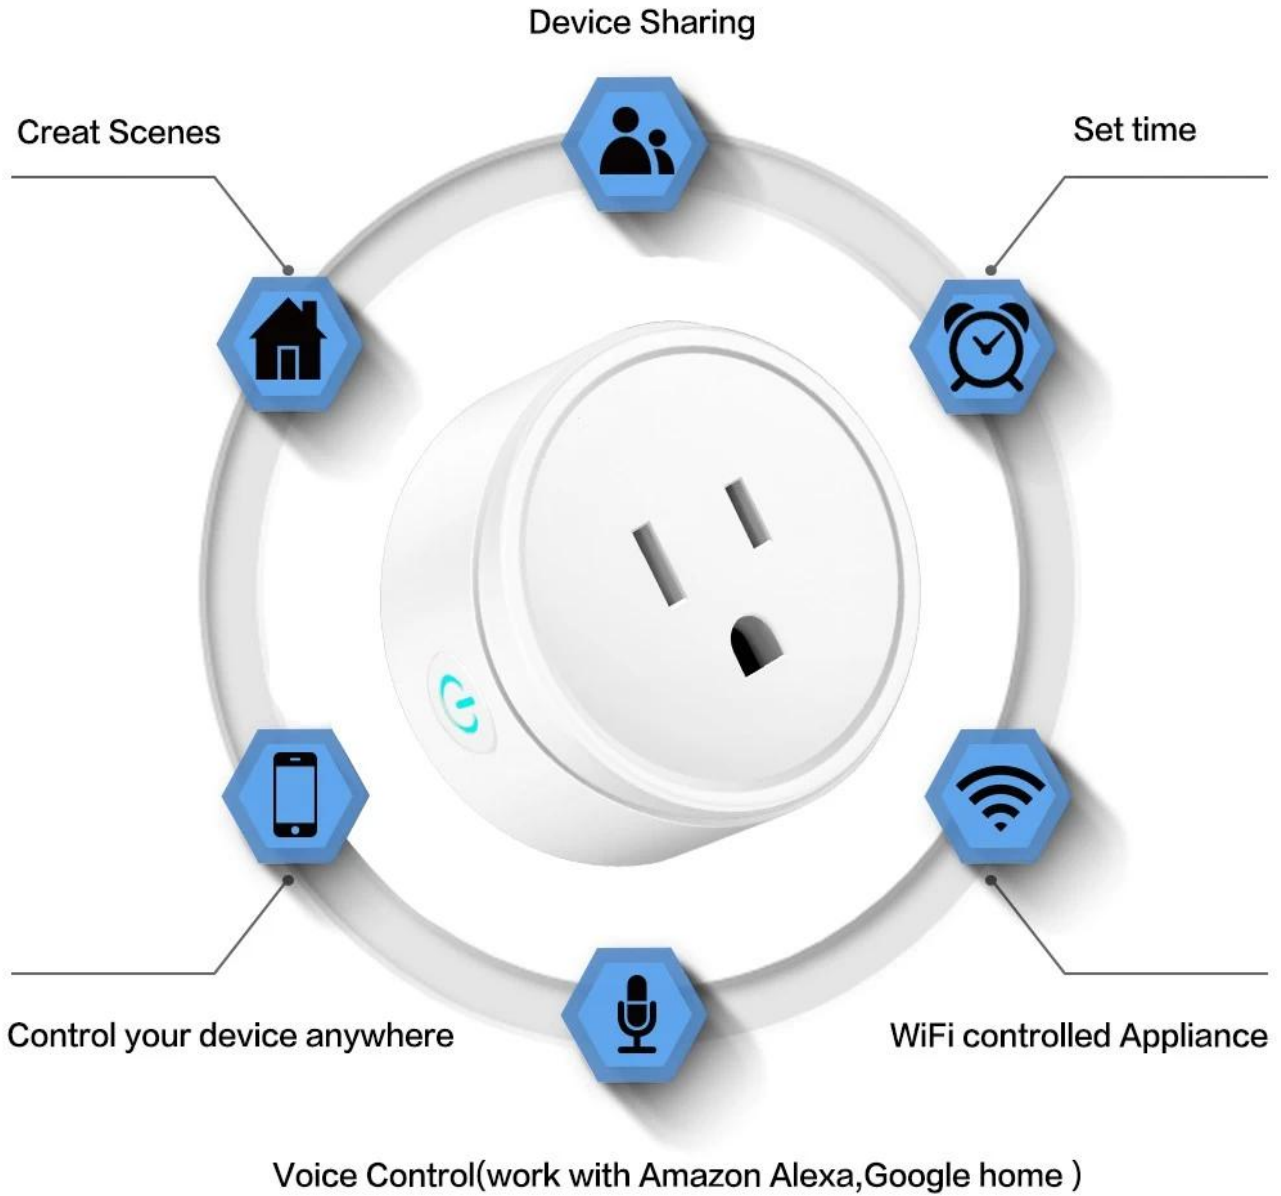 Device Sharing
Creat Scenes
Set time
Control your device anywhere
WiFi controlled Appliance
Voice Control(work with Amazon Alexa,Google home )